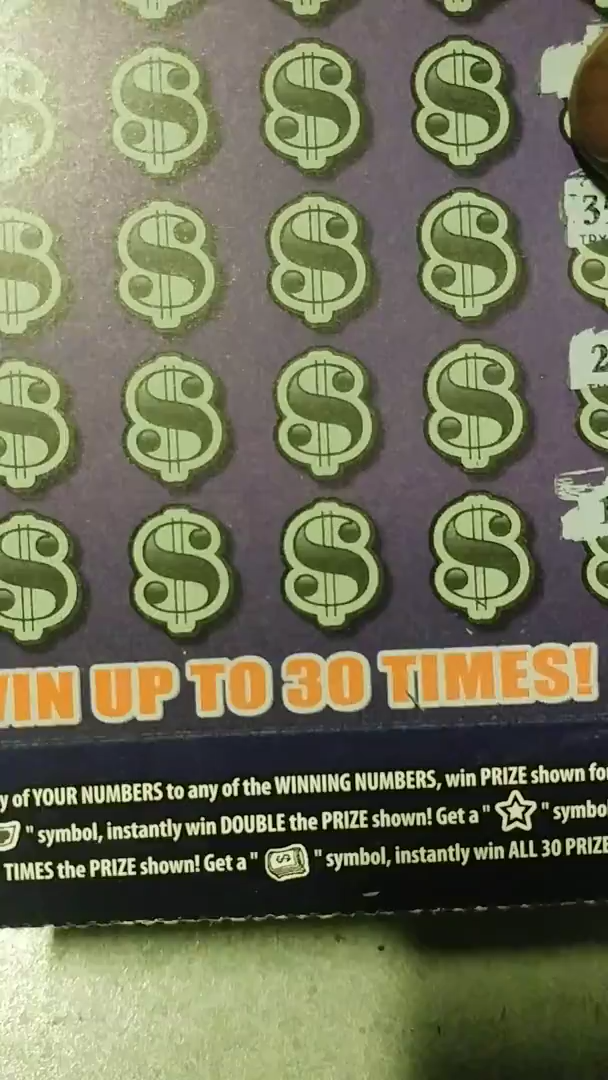 WIN UP TO 30 TIMES!
y of YOUR NUMBERS to any of the WINNING NUMBERS, win PRIZE shown for
" symbol, instantly win DOUBLE the PRIZE shown! Get a " " symbo
TIMES the PRIZE shown! Get a " " symbol, instantly win ALL 30 PRIZE